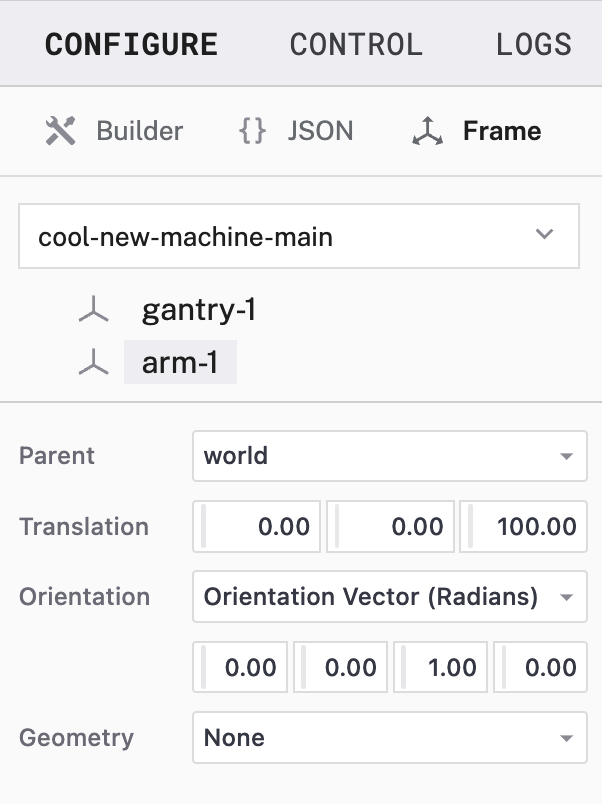 CONFIGURE CONTROL LOGS
Builder {} JSON Frame
cool-new-machine-main
gantry-1
arm-1
Parent world
Translation 0.00 0.00 100.00
Orientation Orientation Vector (Radians)
0.00 0.00 1.00 0.00
Geometry None